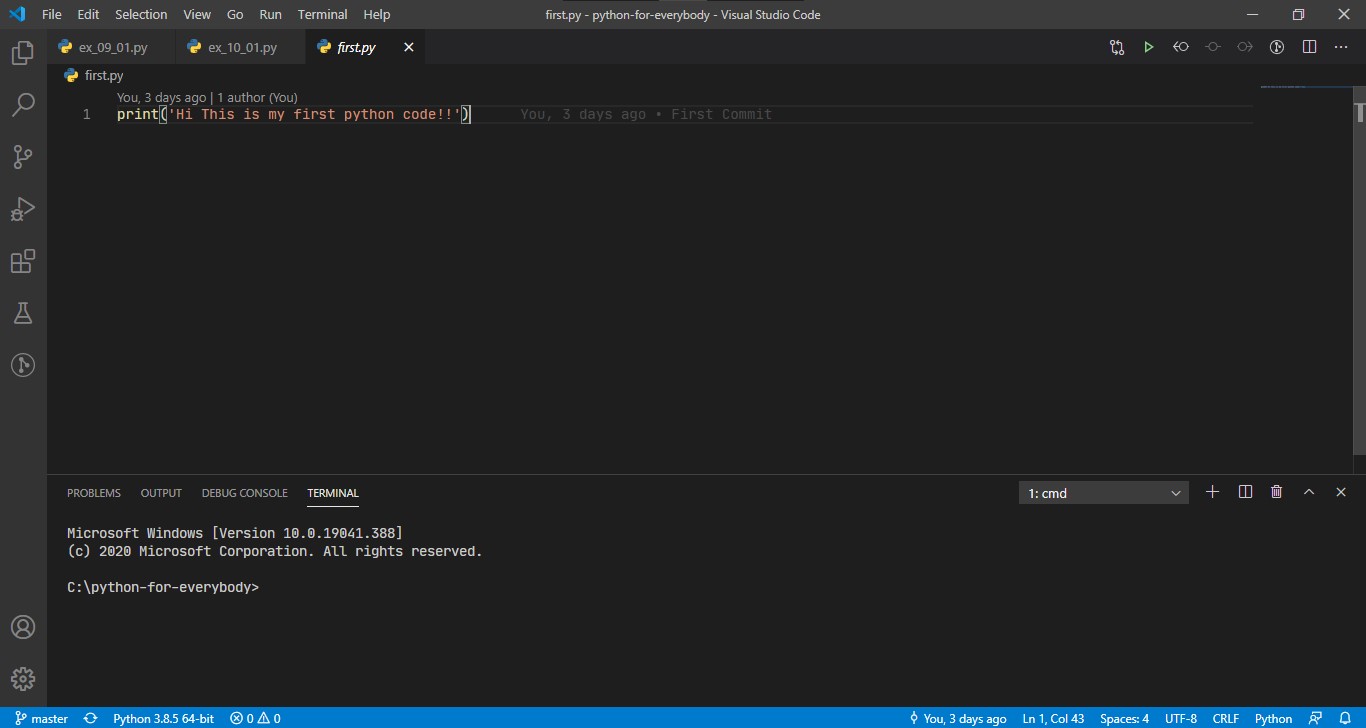 File Edit Selection View Go Run Terminal Help first.py - python-for-everybody - Visual Studio Code
ex_09_01.py ex_10_01.py first.py
first.py
You, 3 days ago | 1 author (You)
1 print('Hi This is my first python code!!') You, 3 days ago • First Commit
PROBLEMS OUTPUT DEBUG CONSOLE TERMINAL 1: cmd
Microsoft Windows [Version 10.0.19041.388]
(c) 2020 Microsoft Corporation. All rights reserved.
C:\python-for-everybody>
master Python 3.8.5 64-bit 0 0 You, 3 days ago Ln 1, Col 43 Spaces: 4 UTF-8 CRLF Python